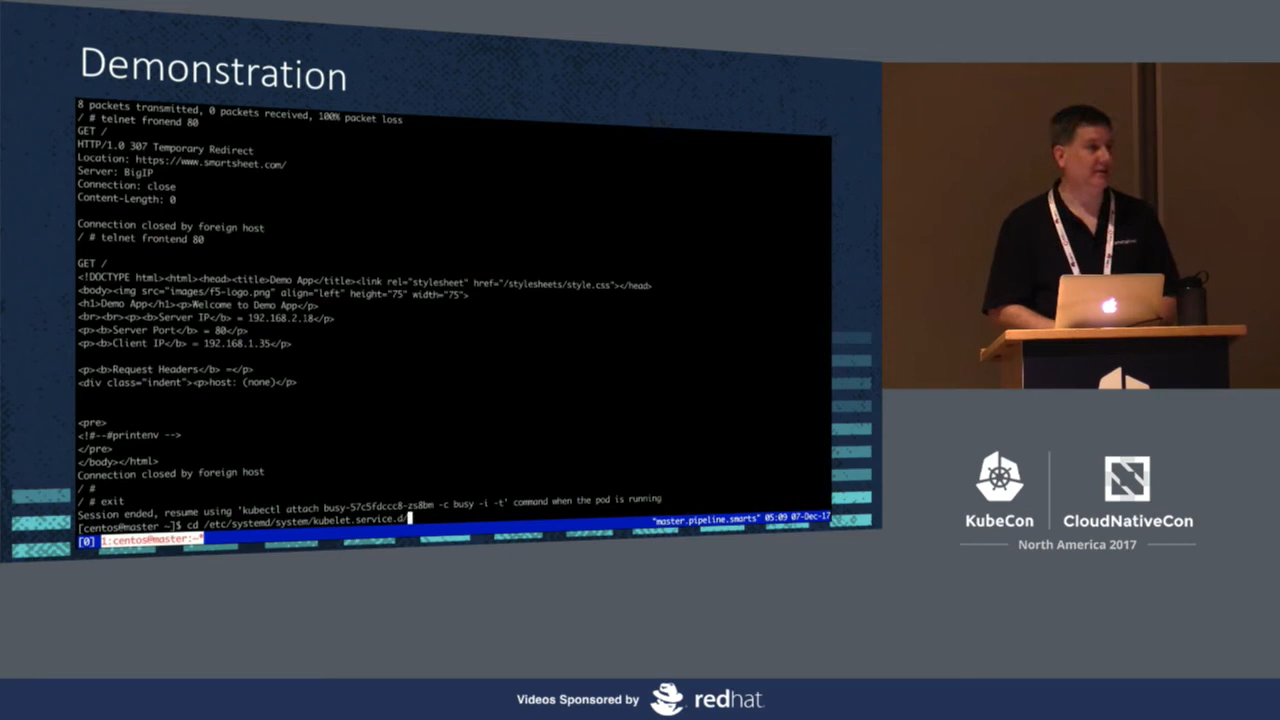 Demonstration
8 packets transmitted, 0 packets received, 100% packet loss
/ # telnet fronend 80
GET /
HTTP/1.0 307 Temporary Redirect
Location: https://www.smartsheet.com/
Server: BigIP
Connection: close
Content-Length: 0
Connection closed by foreign host
/ # telnet frontend 80
GET /
<!DOCTYPE html><html><head><title>Demo App</title><link rel="stylesheet" href="/stylesheets/style.css"></head>
<body><img src="images/f5-logo.png" align="left" height="75" width="75">
<h1>Demo App</h1><p>Welcome to Demo App</p>
<br><br><p><b>Server IP</b> = 192.168.2.18</p>
<p><b>Server Port</b> = 80</p>
<p><b>Client IP</b> = 192.168.1.35</p>
<p><b>Request Headers</b> =</p>
<div class="indent"><p>host: (none)</p>
<pre>
<!#--#printenv -->
</pre>
</body></html>
Connection closed by foreign host
/ #
/ # exit
Session ended, resume using 'kubectl attach busy-57c5fdccc8-zs8bm -c busy -i -t' command when the pod is running
[centos@master ~]$ cd /etc/systemd/system/kubelet.service.d/
[0] 1:centos@master:~* "master.pipeline.smarts" 05:09 07-Dec-17
KubeCon
CloudNativeCon
North America 2017
Videos Sponsored by redhat.